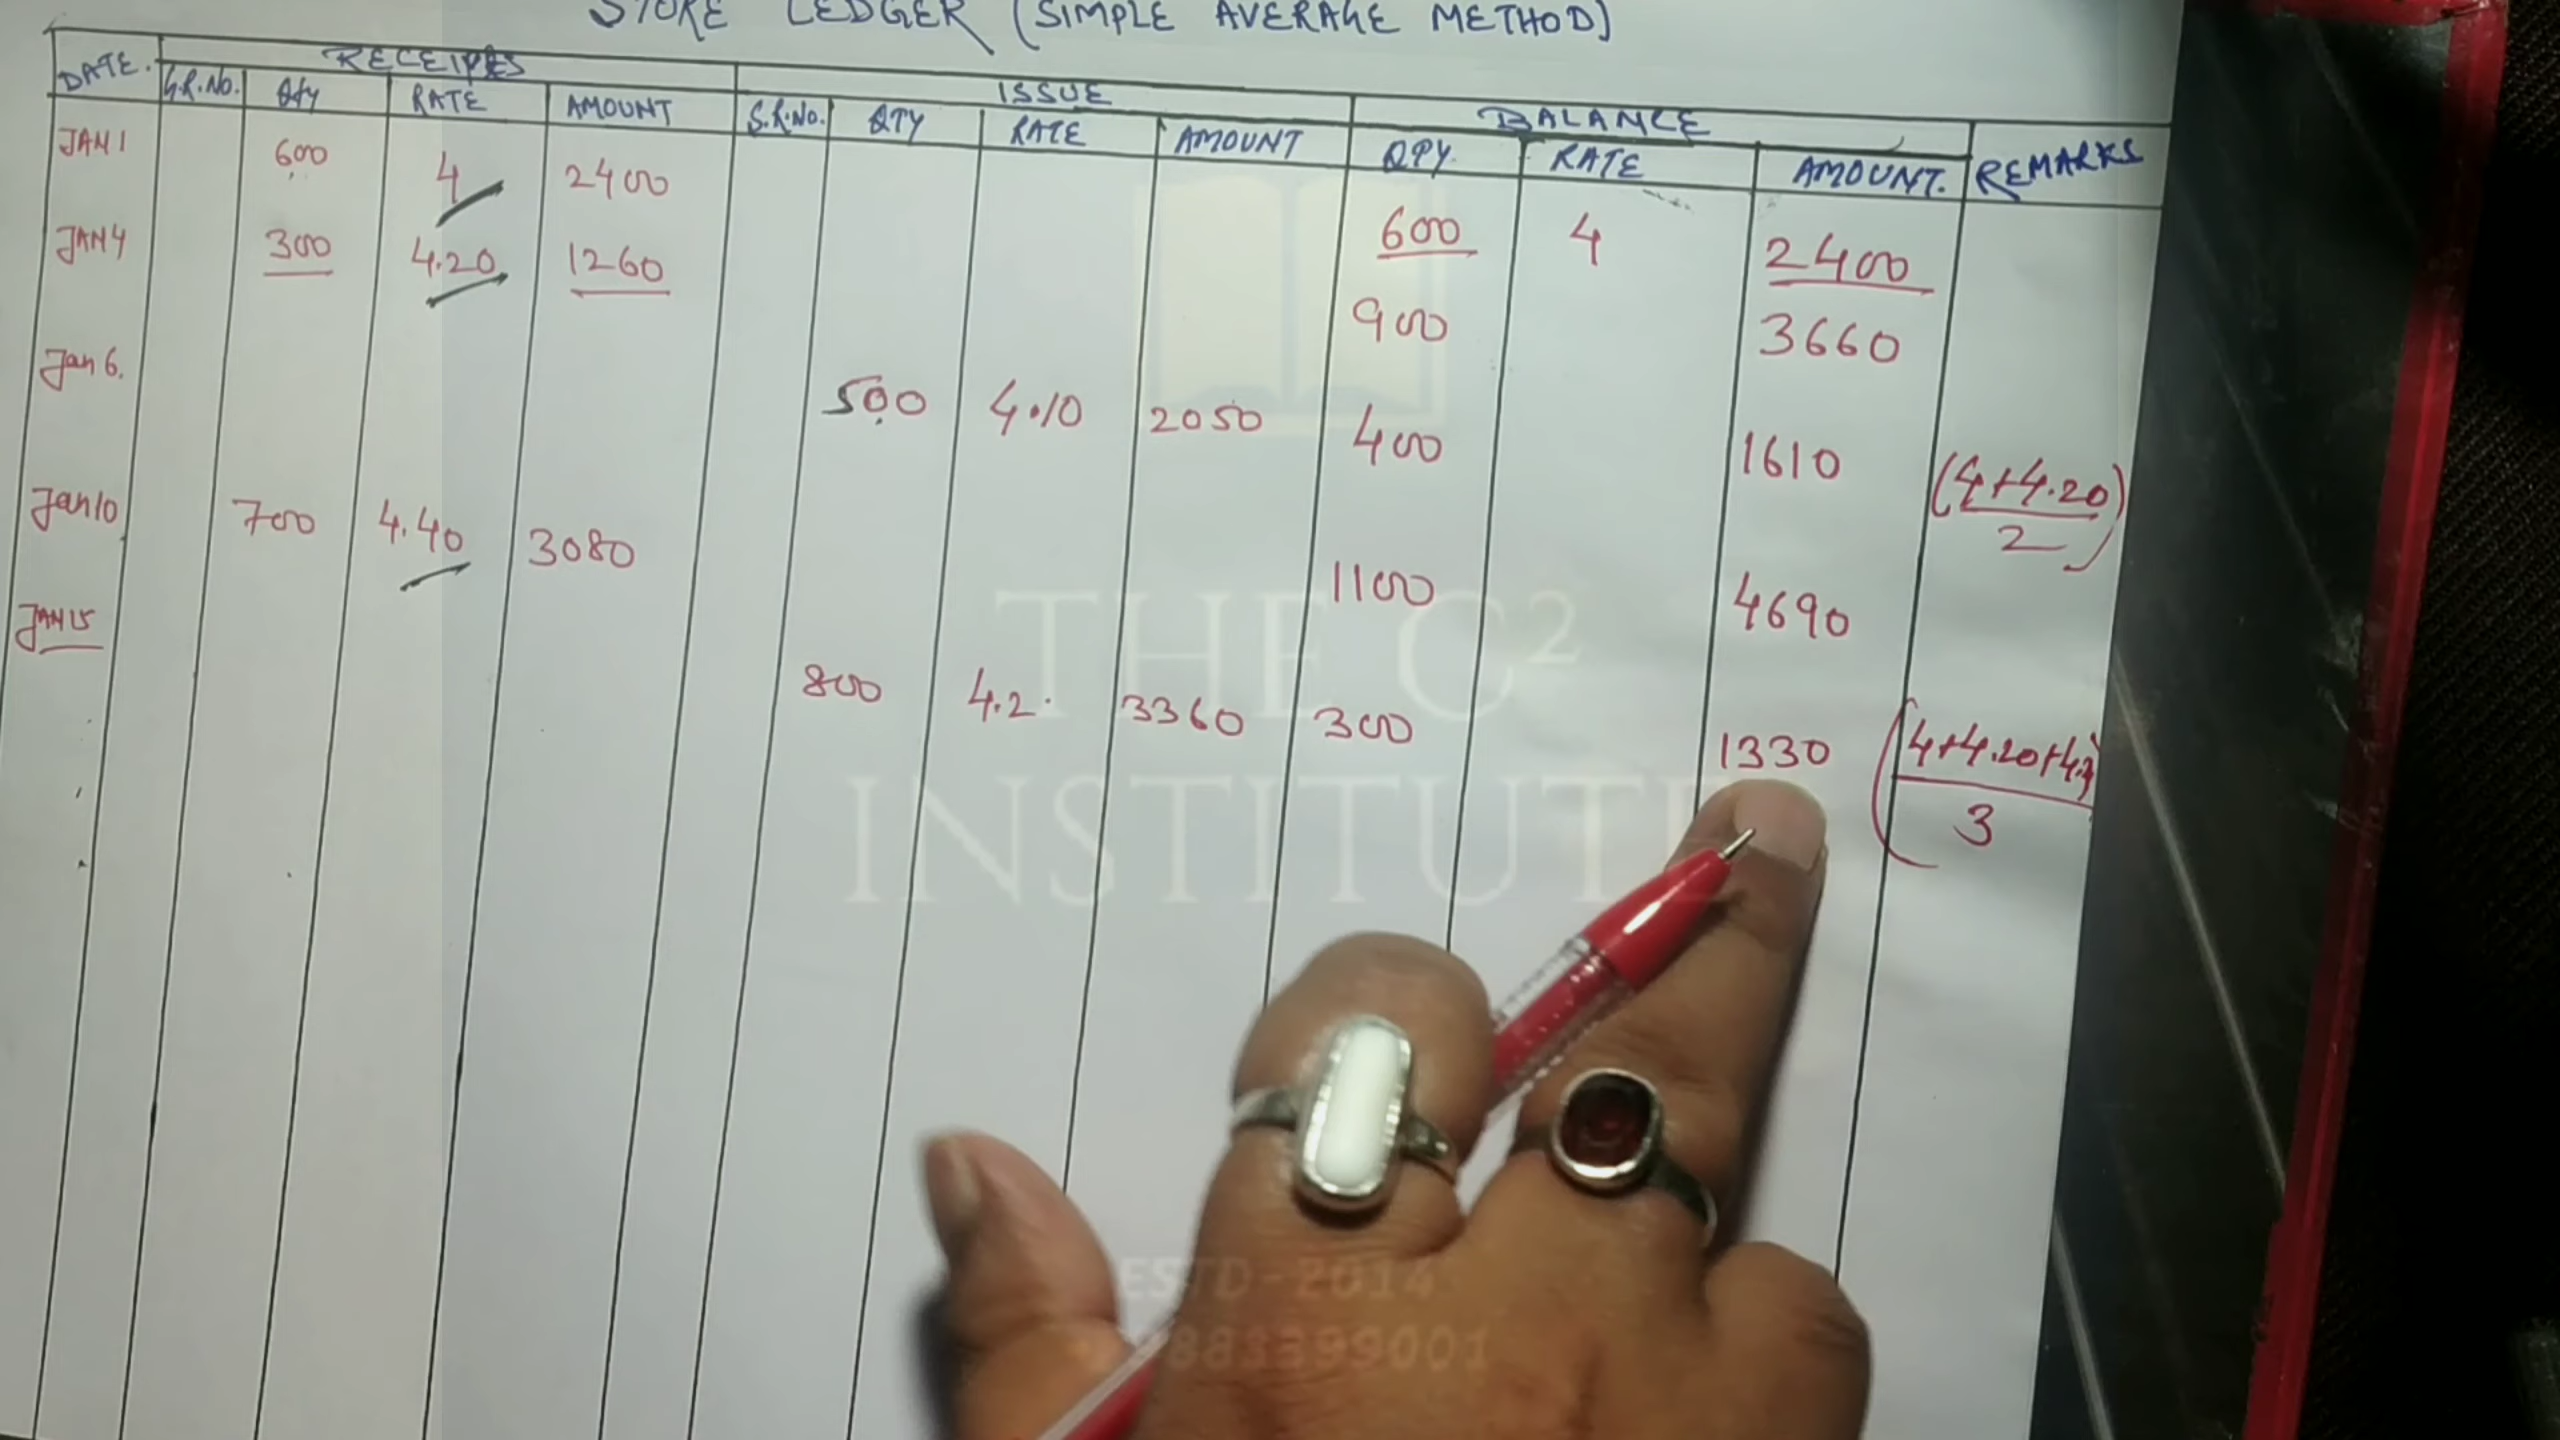 STORE LEDGER (SIMPLE AVERAGE METHOD)
DATE. RECEIPTS ISSUE BALANCE REMARKS
G.R.No. Qty RATE AMOUNT S.R.No. QTY RATE AMOUNT QPY. RATE AMOUNT.
JAN 1 600 4 2400 600 4 2400
JAN 4 300 4.20 1260 900 3660
Jan 6. 500 4.10 2050 400 1610 (4+4.20)
2
Jan 10 700 4.40 3080 1100 4690
JAN 15 800 4.2. 3360 300 1330 (4+4.20+4.
3
THE C²
INSTITUTE
ESTD-2014
883399001